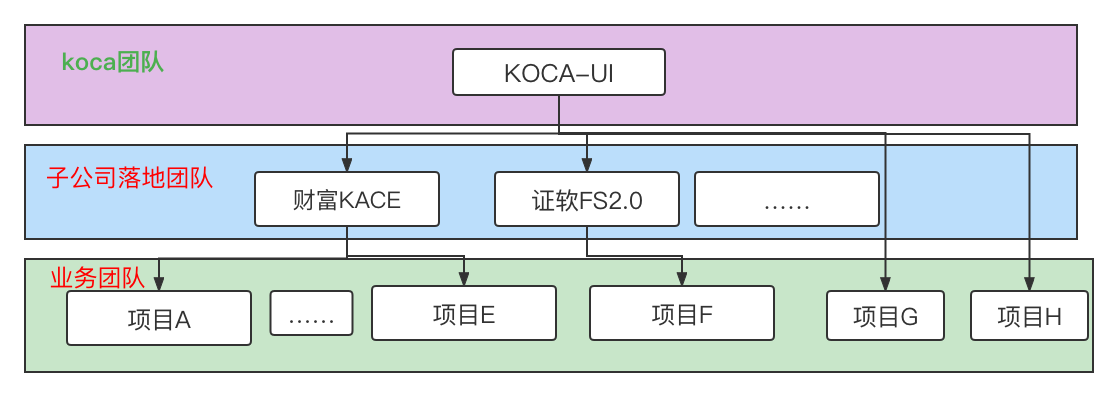 koca团队
KOCA-UI
子公司落地团队
财富KACE
证软FS2.0
……
业务团队
项目A
……
项目E
项目F
项目G
项目H